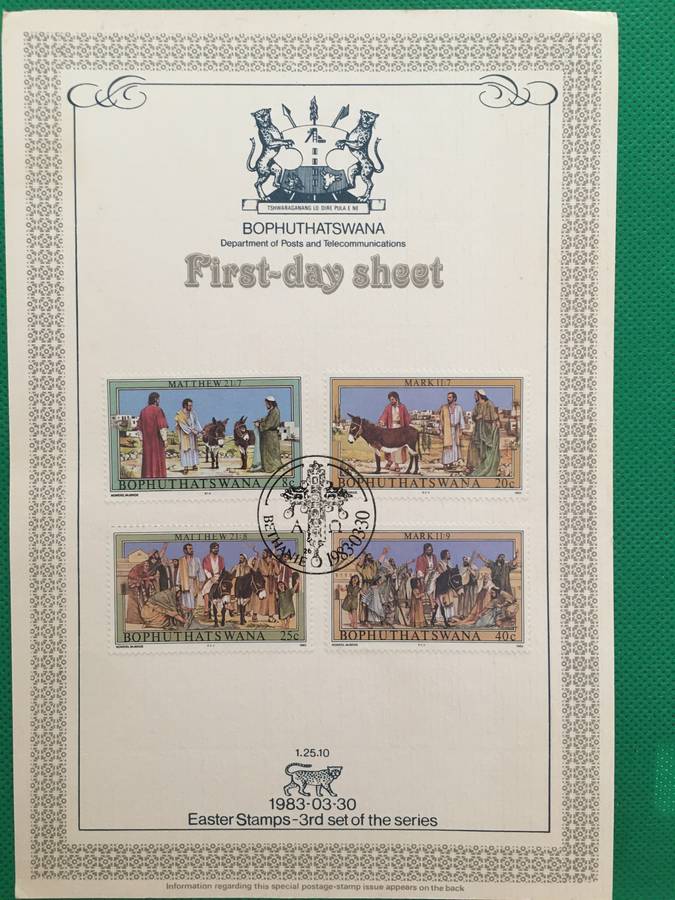 TSHWARAGANANG LO DIRE PULA E NE
BOPHUTHATSWANA
Department of Posts and Telecommunications
First-day sheet
MATTHEW 21:7
BOPHUTHATSWANA 8c
MARK 11:7
BOPHUTHATSWANA 20c
BETHANIE 1983-03-30
Α Ω
26
MATTHEW 21:8
BOPHUTHATSWANA 25c
MARK 11:9
BOPHUTHATSWANA 40c
1.25.10
1983-03-30
Easter Stamps-3rd set of the series
Information regarding this special postage-stamp issue appears on the back